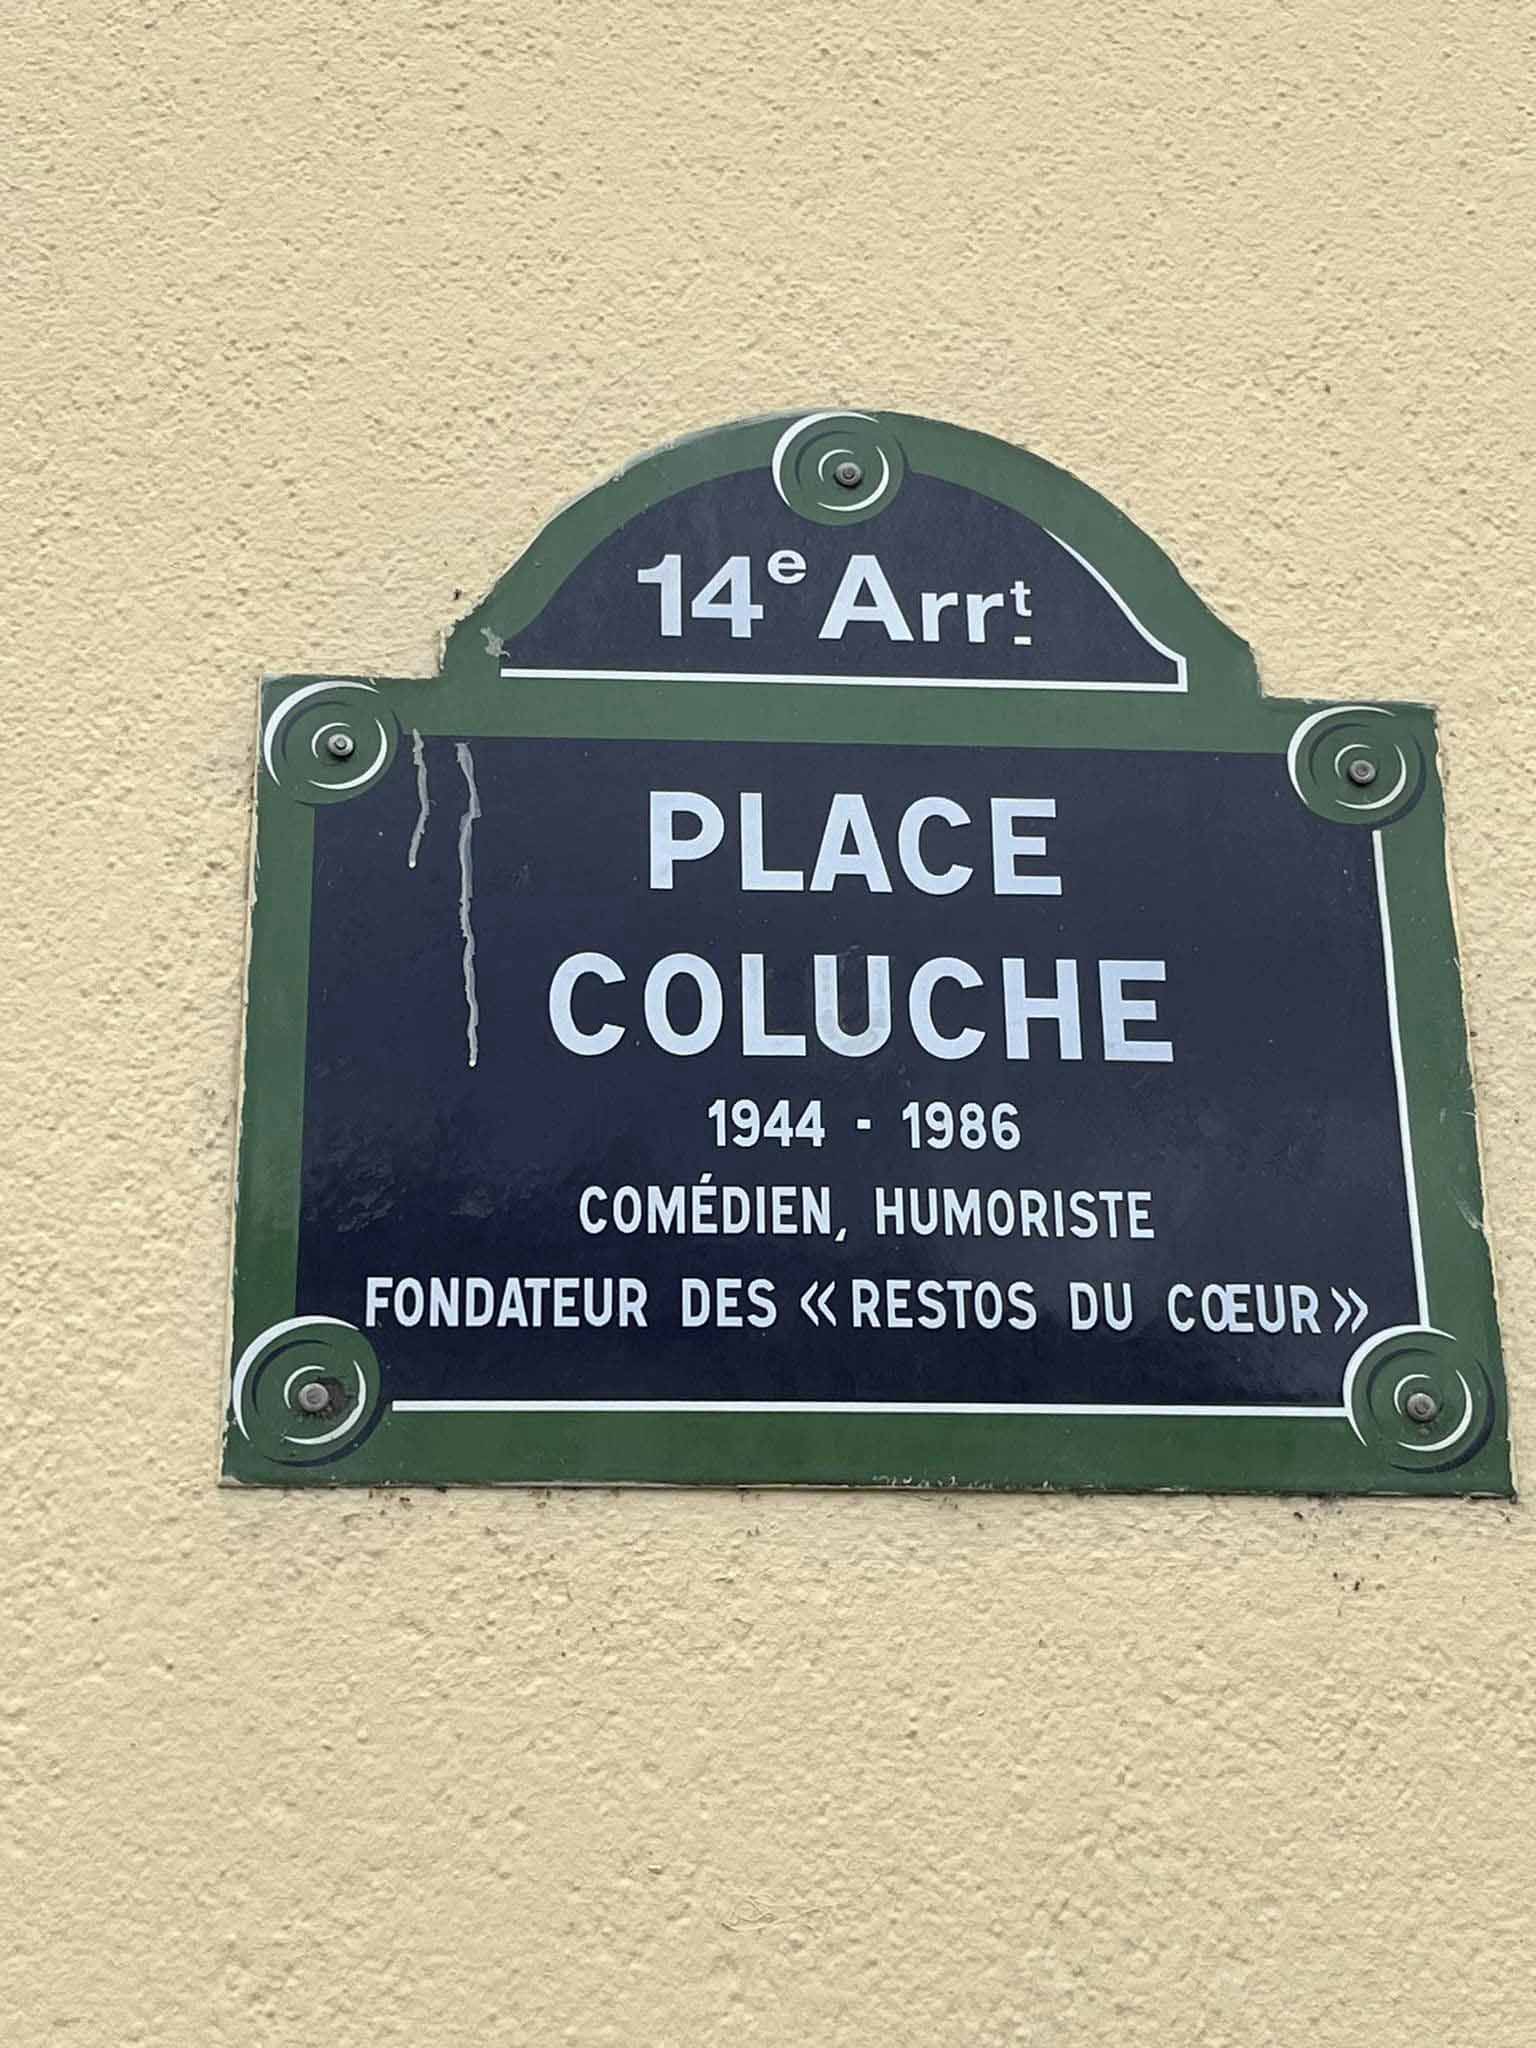 14e Arrt
PLACE
COLUCHE
1944 - 1986
COMÉDIEN, HUMORISTE
FONDATEUR DES « RESTOS DU CŒUR »